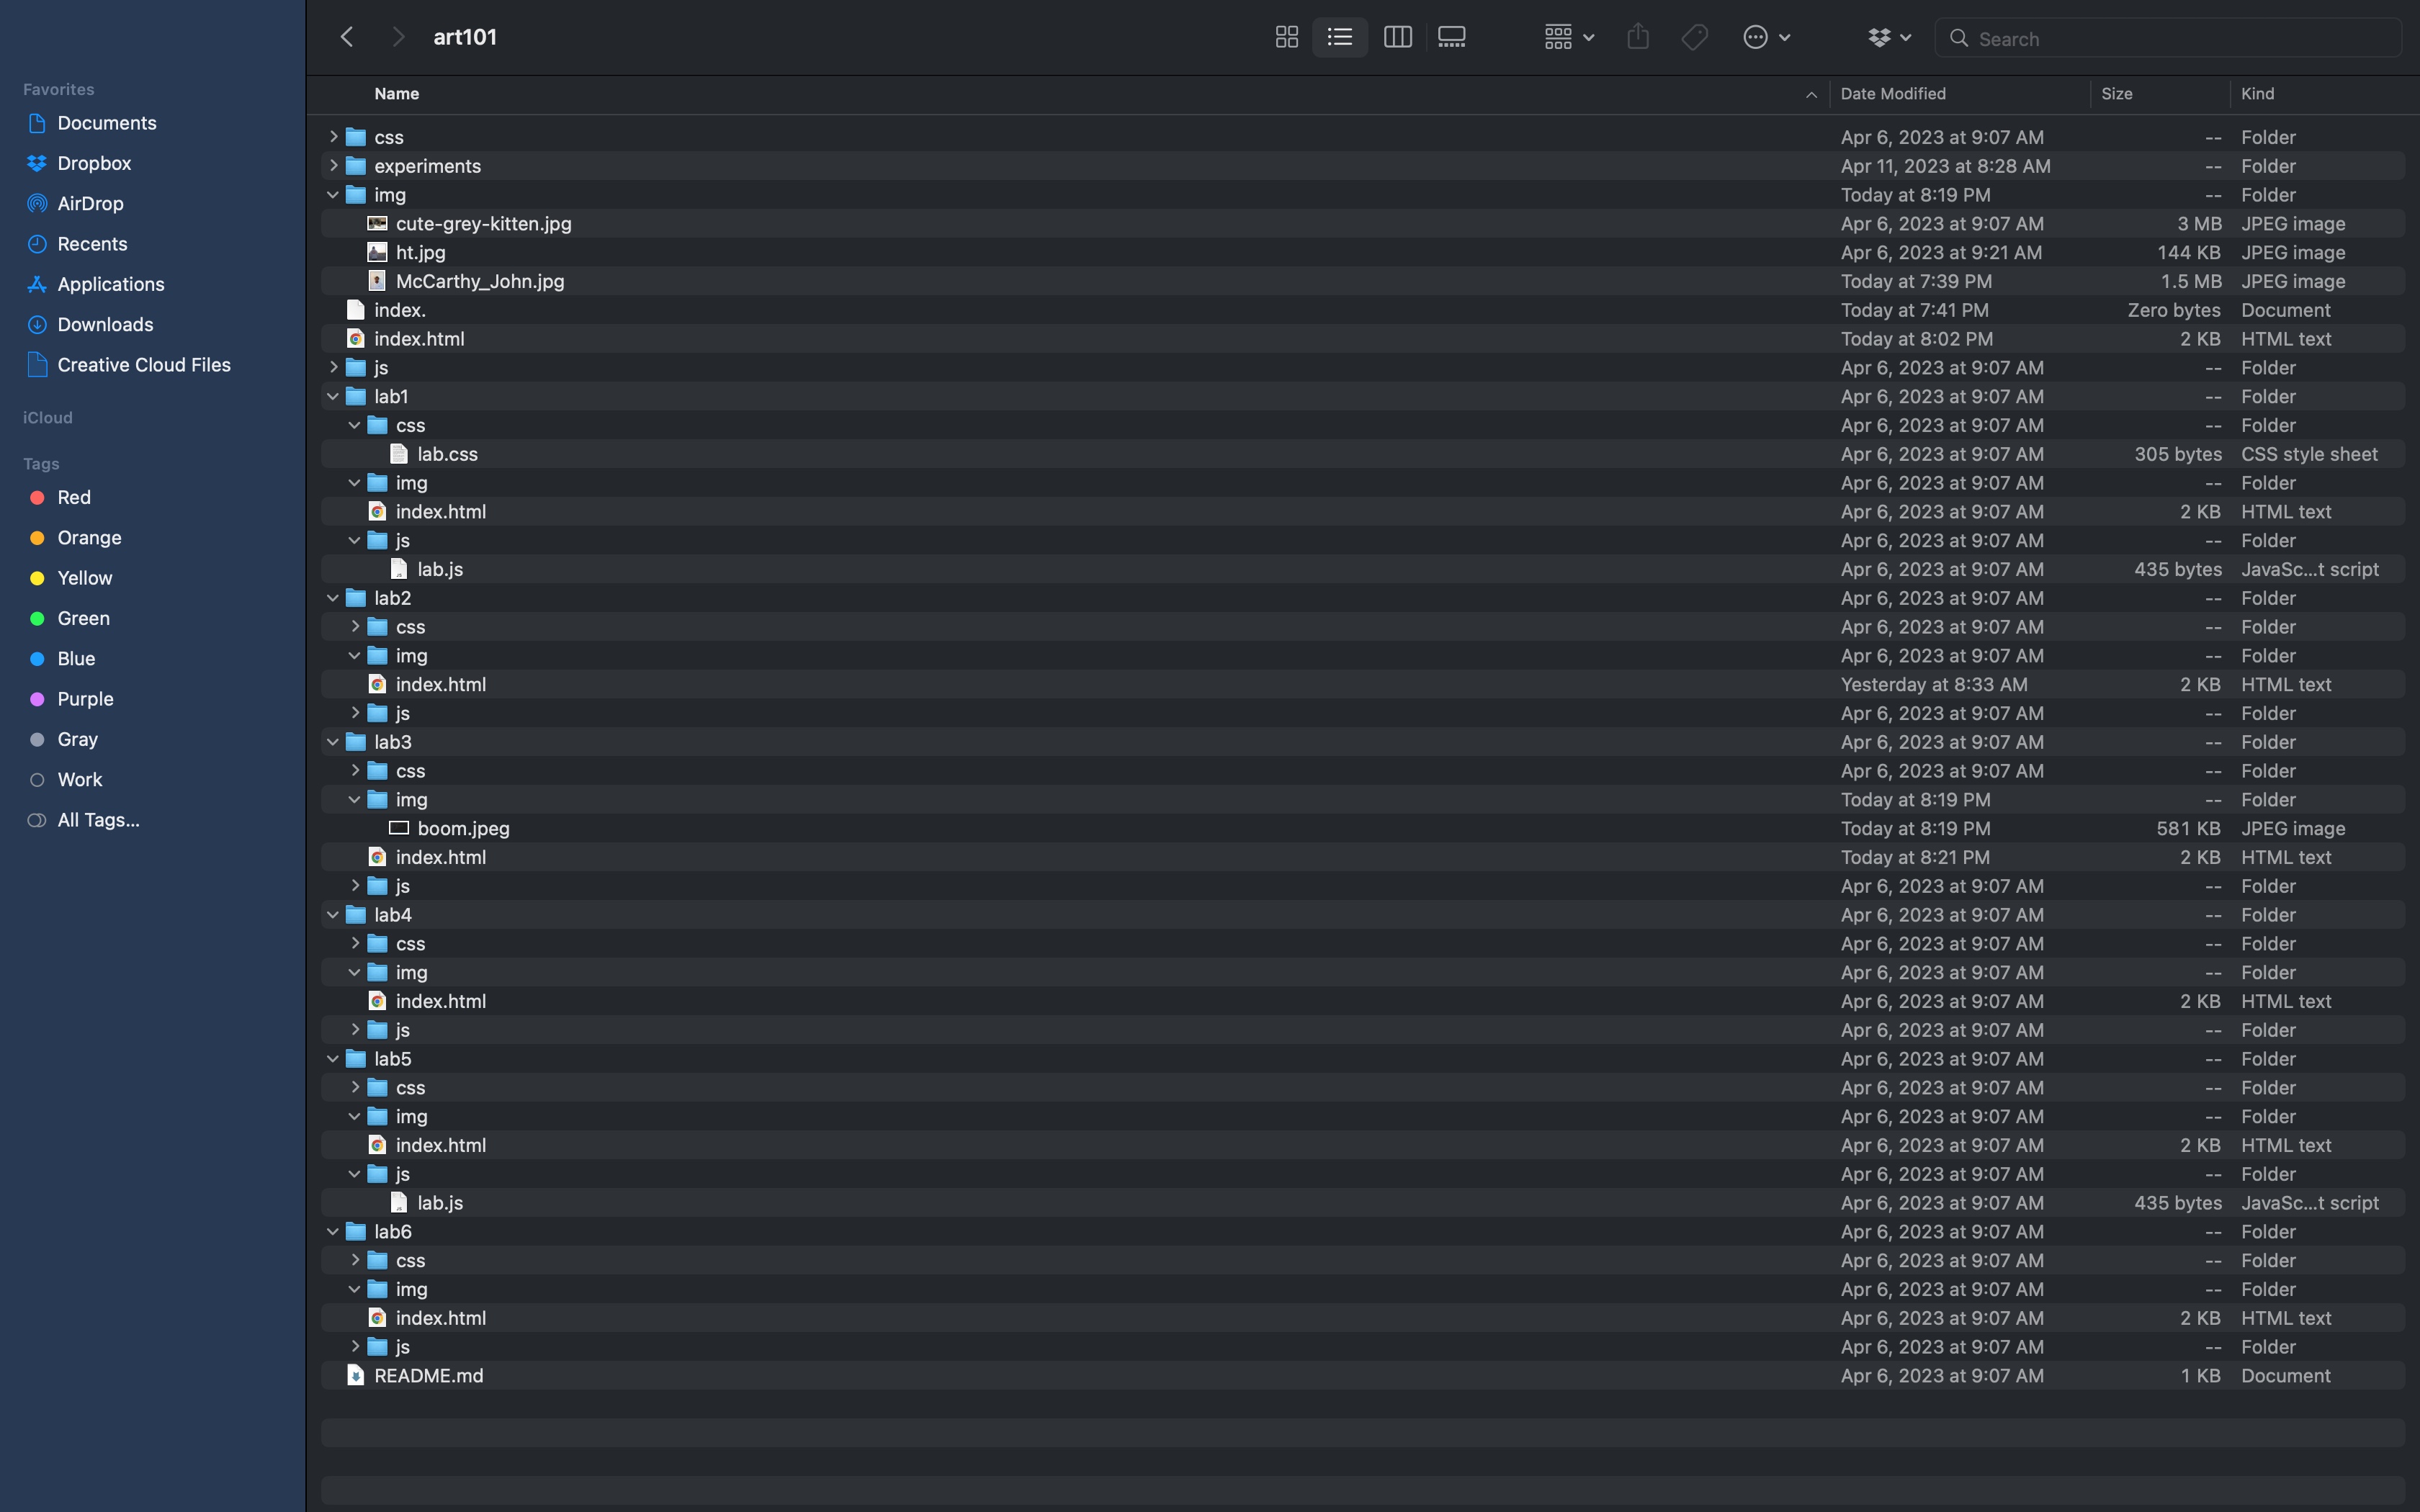 art101
Search
Favorites
Documents
Dropbox
AirDrop
Recents
Applications
Downloads
Creative Cloud Files
iCloud
Tags
Red
Orange
Yellow
Green
Blue
Purple
Gray
Work
All Tags...
Name Date Modified Size Kind
css Apr 6, 2023 at 9:07 AM -- Folder
experiments Apr 11, 2023 at 8:28 AM -- Folder
img Today at 8:19 PM -- Folder
cute-grey-kitten.jpg Apr 6, 2023 at 9:07 AM 3 MB JPEG image
ht.jpg Apr 6, 2023 at 9:21 AM 144 KB JPEG image
McCarthy_John.jpg Today at 7:39 PM 1.5 MB JPEG image
index. Today at 7:41 PM Zero bytes Document
index.html Today at 8:02 PM 2 KB HTML text
js Apr 6, 2023 at 9:07 AM -- Folder
lab1 Apr 6, 2023 at 9:07 AM -- Folder
css Apr 6, 2023 at 9:07 AM -- Folder
lab.css Apr 6, 2023 at 9:07 AM 305 bytes CSS style sheet
img Apr 6, 2023 at 9:07 AM -- Folder
index.html Apr 6, 2023 at 9:07 AM 2 KB HTML text
js Apr 6, 2023 at 9:07 AM -- Folder
lab.js Apr 6, 2023 at 9:07 AM 435 bytes JavaSc...t script
lab2 Apr 6, 2023 at 9:07 AM -- Folder
css Apr 6, 2023 at 9:07 AM -- Folder
img Apr 6, 2023 at 9:07 AM -- Folder
index.html Yesterday at 8:33 AM 2 KB HTML text
js Apr 6, 2023 at 9:07 AM -- Folder
lab3 Apr 6, 2023 at 9:07 AM -- Folder
css Apr 6, 2023 at 9:07 AM -- Folder
img Today at 8:19 PM -- Folder
boom.jpeg Today at 8:19 PM 581 KB JPEG image
index.html Today at 8:21 PM 2 KB HTML text
js Apr 6, 2023 at 9:07 AM -- Folder
lab4 Apr 6, 2023 at 9:07 AM -- Folder
css Apr 6, 2023 at 9:07 AM -- Folder
img Apr 6, 2023 at 9:07 AM -- Folder
index.html Apr 6, 2023 at 9:07 AM 2 KB HTML text
js Apr 6, 2023 at 9:07 AM -- Folder
lab5 Apr 6, 2023 at 9:07 AM -- Folder
css Apr 6, 2023 at 9:07 AM -- Folder
img Apr 6, 2023 at 9:07 AM -- Folder
index.html Apr 6, 2023 at 9:07 AM 2 KB HTML text
js Apr 6, 2023 at 9:07 AM -- Folder
lab.js Apr 6, 2023 at 9:07 AM 435 bytes JavaSc...t script
lab6 Apr 6, 2023 at 9:07 AM -- Folder
css Apr 6, 2023 at 9:07 AM -- Folder
img Apr 6, 2023 at 9:07 AM -- Folder
index.html Apr 6, 2023 at 9:07 AM 2 KB HTML text
js Apr 6, 2023 at 9:07 AM -- Folder
README.md Apr 6, 2023 at 9:07 AM 1 KB Document